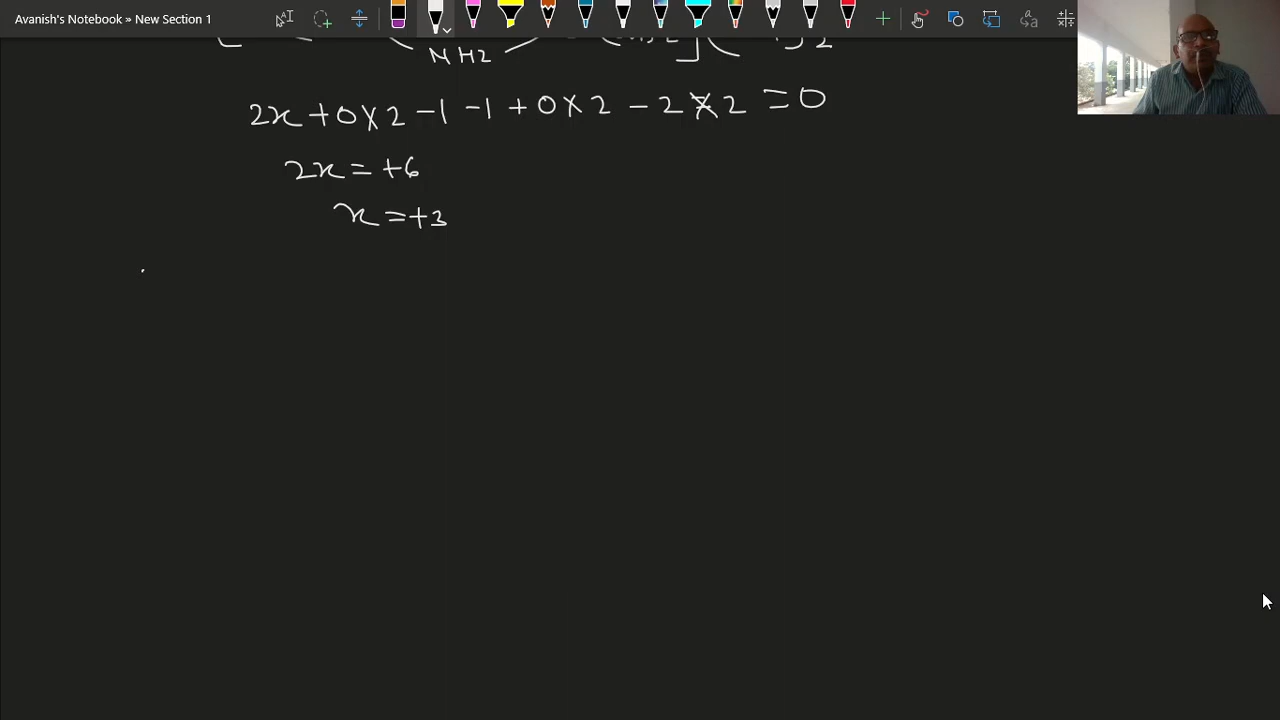 Avanish's Notebook » New Section 1
NH2
2x + 0 x 2 - 1 - 1 + 0 x 2 - 2 x 2 = 0
2x = +6
x = +3